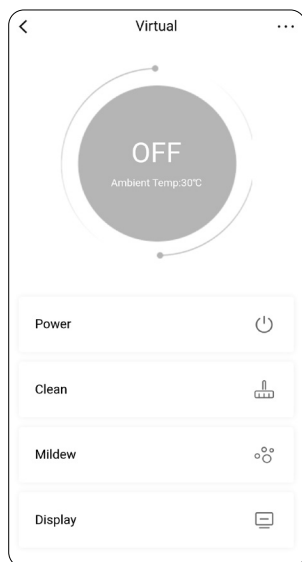 Virtual
OFF
Ambient Temp:30℃
Power
Clean
Mildew
Display